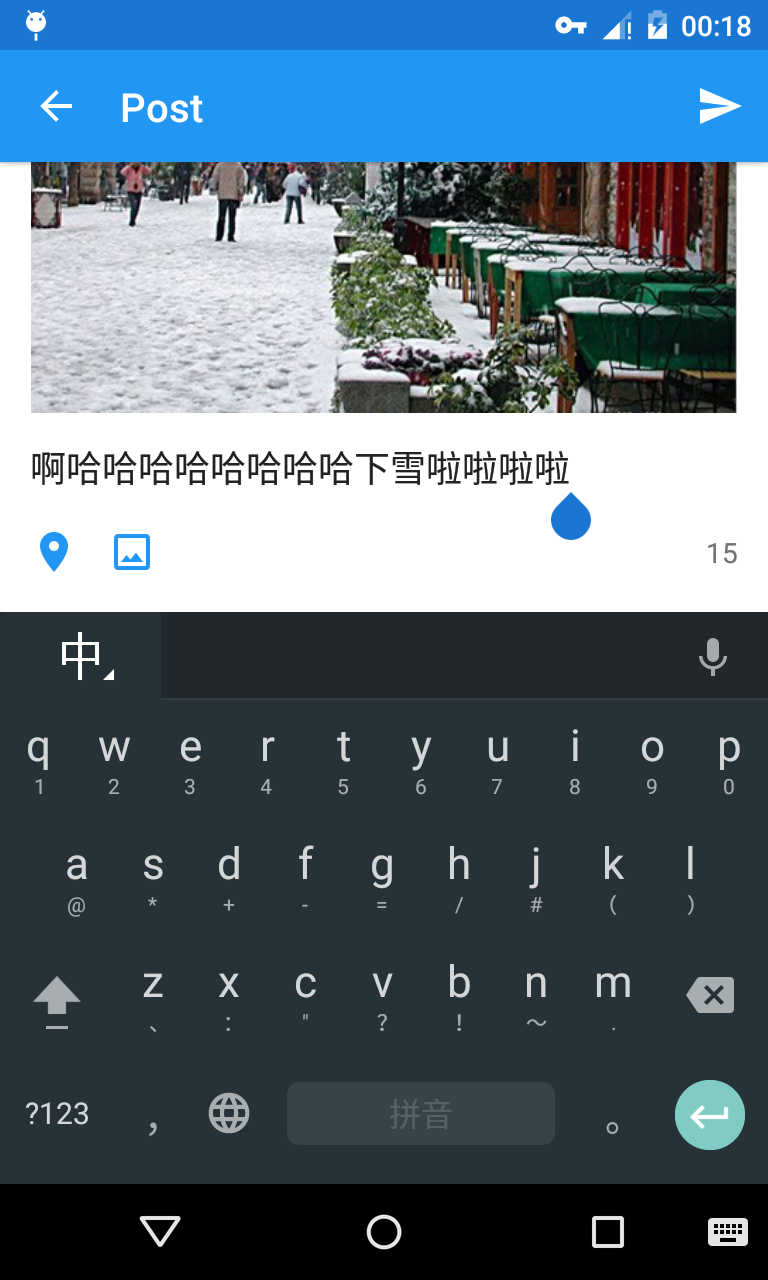 00:18
Post
啊哈哈哈哈哈哈哈哈下雪啦啦啦啦
15
中
q w e r t y u i o p
1 2 3 4 5 6 7 8 9 0
a s d f g h j k l
@ * + - = / # ( )
z x c v b n m
、 : " ? ! ～ .
?123 ， 拼音 。